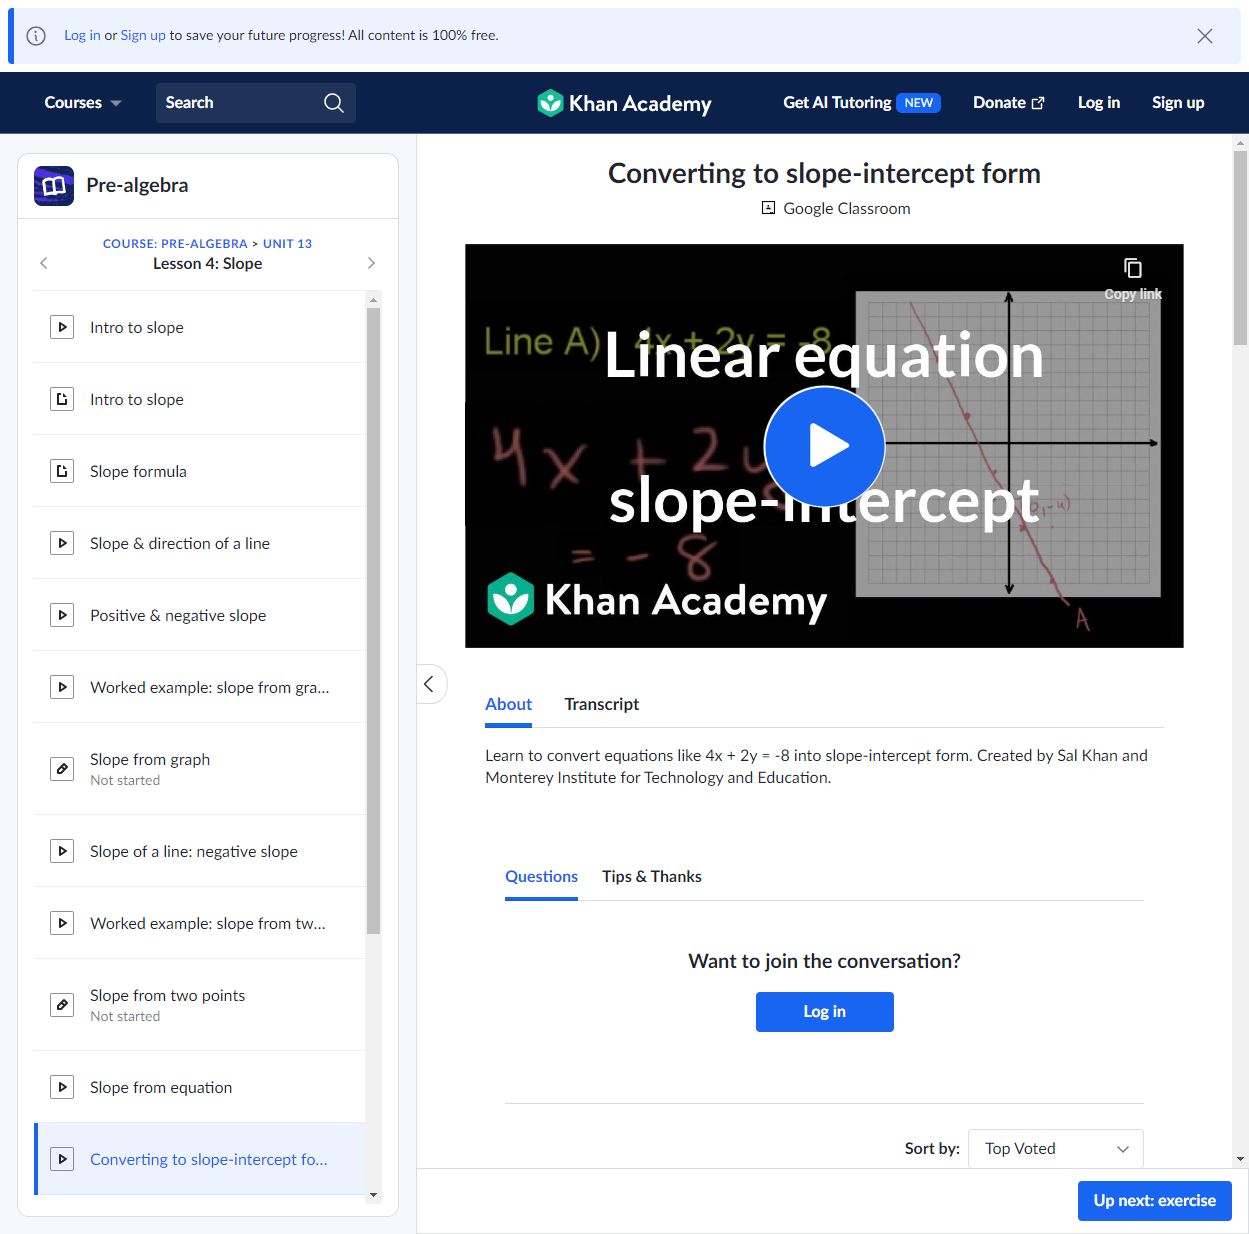 Log in or Sign up to save your future progress! All content is 100% free.
Courses
Search
Khan Academy
Get AI Tutoring NEW
Donate
Log in
Sign up
Pre-algebra
COURSE: PRE-ALGEBRA > UNIT 13
Lesson 4: Slope
Intro to slope
Intro to slope
Slope formula
Slope & direction of a line
Positive & negative slope
Worked example: slope from gra...
Slope from graph
Not started
Slope of a line: negative slope
Worked example: slope from tw...
Slope from two points
Not started
Slope from equation
Converting to slope-intercept fo...
Converting to slope-intercept form
Google Classroom
Copy link
Line A) 4x + 2y = -8
Linear equation
4x + 2y
slope-intercept
(0,-4)
= - 8
Khan Academy
A
About
Transcript
Learn to convert equations like 4x + 2y = -8 into slope-intercept form. Created by Sal Khan and
Monterey Institute for Technology and Education.
Questions
Tips & Thanks
Want to join the conversation?
Log in
Sort by:
Top Voted
Up next: exercise